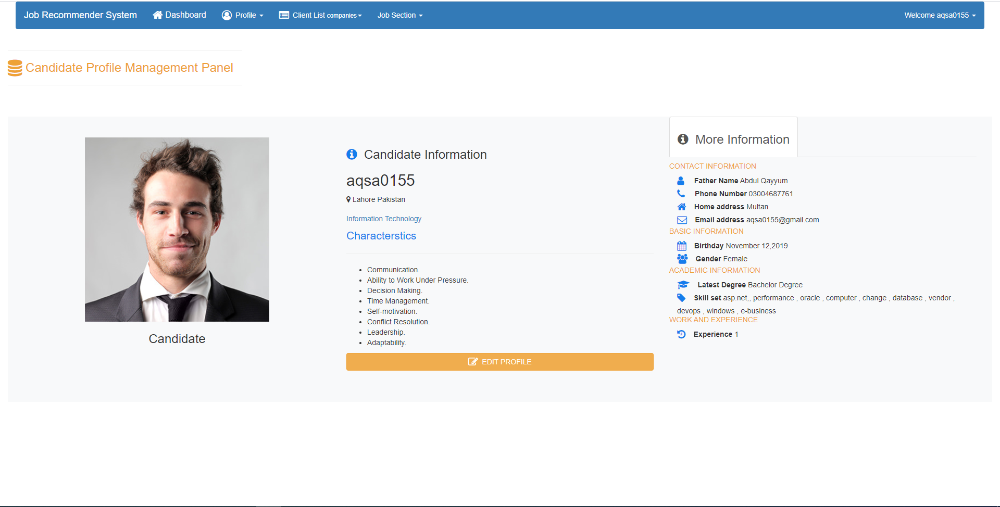 Job Recommender System Dashboard Profile Client List companies Job Section Welcome aqsa0155
Candidate Profile Management Panel
Candidate
Candidate Information
aqsa0155
Lahore Pakistan
Information Technology
Characterstics
Communication.
Ability to Work Under Pressure.
Decision Making.
Time Management.
Self-motivation.
Conflict Resolution.
Leadership.
Adaptability.
EDIT PROFILE
More Information
CONTACT INFORMATION
Father Name Abdul Qayyum
Phone Number 03004687761
Home address Multan
Email address aqsa0155@gmail.com
BASIC INFORMATION
Birthday November 12,2019
Gender Female
ACADEMIC INFORMATION
Latest Degree Bachelor Degree
Skill set asp.net,, performance , oracle , computer , change , database , vendor ,
devops , windows , e-business
WORK AND EXPERIENCE
Experience 1